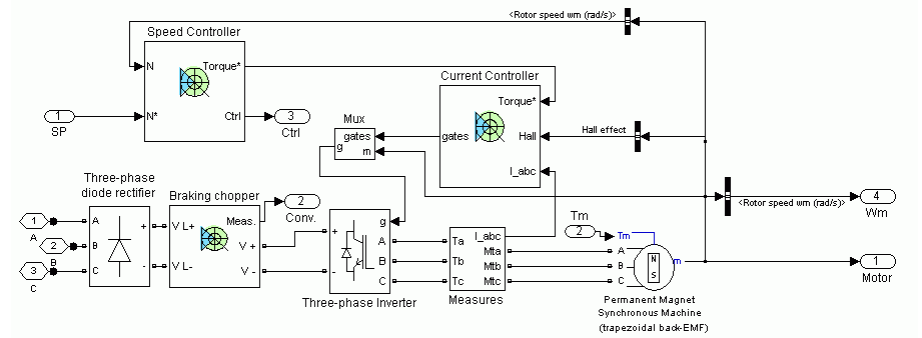 <Rotor speed wm (rad/s)>
Speed Controller
N
Torque*
N*
Ctrl
1
SP
3
Ctrl
Current Controller
Torque*
gates
Hall
I_abc
Mux
gates
g
m
Hall effect
<Rotor speed wm (rad/s)>
4
Wm
Three-phase
diode rectifier
A
B
C
+
-
1
A
2
B
3
C
Braking chopper
V L+
V L-
Meas.
V +
V -
2
Conv.
g
+
-
A
B
C
Three-phase Inverter
Ta
Tb
Tc
I_abc
Mta
Mtb
Mtc
Measures
Tm
2
Tm
A
B
C
N
S
m
Permanent Magnet
Synchronous Machine
(trapezoidal back-EMF)
1
Motor